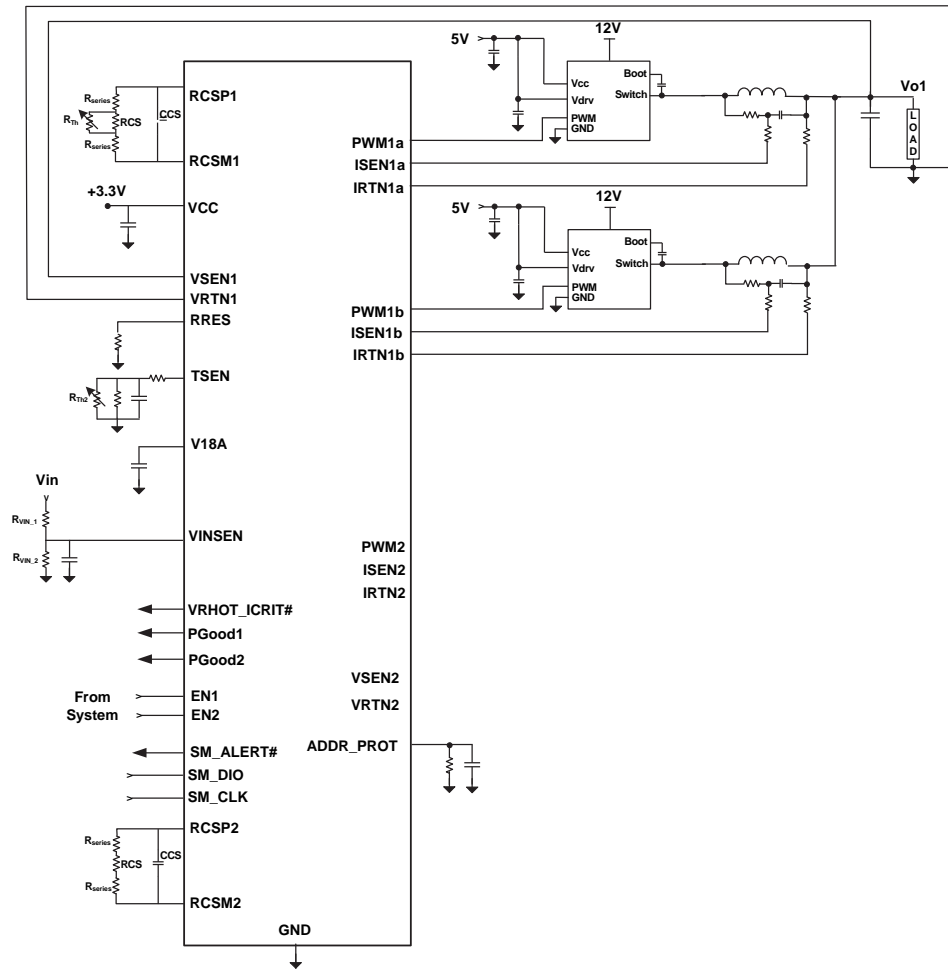 12V
5V
Boot
Vcc
Switch
Vdrv
PWM
GND
Vo1
LOAD
Rseries
RTh
RCS
Rseries
CCS
RCSP1
RCSM1
+3.3V
VCC
VSEN1
VRTN1
RRES
RTh2
TSEN
V18A
Vin
RVIN_1
RVIN_2
VINSEN
VRHOT_ICRIT#
PGood1
PGood2
From
System
EN1
EN2
SM_ALERT#
SM_DIO
SM_CLK
Rseries
RCS
Rseries
CCS
RCSP2
RCSM2
GND
PWM1a
ISEN1a
IRTN1a
12V
5V
Boot
Vcc
Switch
Vdrv
PWM
GND
PWM1b
ISEN1b
IRTN1b
PWM2
ISEN2
IRTN2
VSEN2
VRTN2
ADDR_PROT